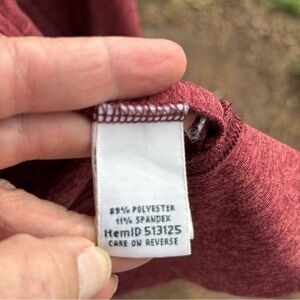 89% POLYESTER
11% SPANDEX
ItemID 513125
CARE ON REVERSE